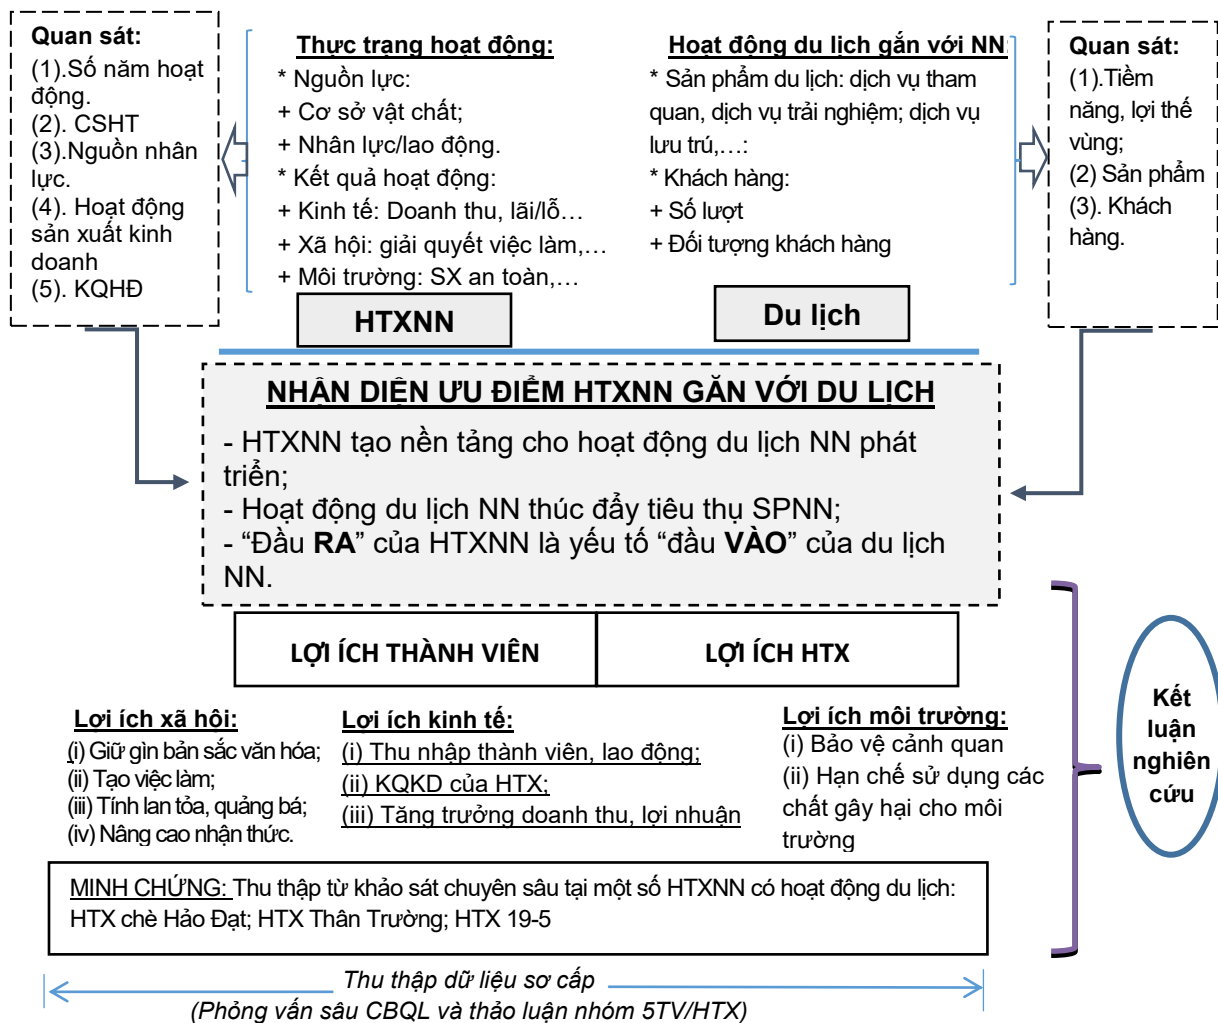 Quan sát:
(1).Số năm hoạt
động.
(2). CSHT
(3).Nguồn nhân
lực.
(4). Hoạt động
sản xuất kinh
doanh
(5). KQHĐ
Thực trạng hoạt động:
* Nguồn lực:
+ Cơ sở vật chất;
+ Nhân lực/lao động.
* Kết quả hoạt động:
+ Kinh tế: Doanh thu, lãi/lỗ…
+ Xã hội: giải quyết việc làm,…
+ Môi trường: SX an toàn,…
Hoạt động du lịch gắn với NN:
* Sản phẩm du lịch: dịch vụ tham
quan, dịch vụ trải nghiệm; dịch vụ
lưu trú,…:
* Khách hàng:
+ Số lượt
+ Đối tượng khách hàng
Quan sát:
(1).Tiềm
năng, lợi thế
vùng;
(2) Sản phẩm
(3). Khách
hàng.
HTXNN
Du lịch
NHẬN DIỆN ƯU ĐIỂM HTXNN GẮN VỚI DU LỊCH
- HTXNN tạo nền tảng cho hoạt động du lịch NN phát
triển;
- Hoạt động du lịch NN thúc đẩy tiêu thụ SPNN;
- “Đầu RA” của HTXNN là yếu tố “đầu VÀO” của du lịch
NN.
LỢI ÍCH THÀNH VIÊN
LỢI ÍCH HTX
Lợi ích xã hội:
(i) Giữ gìn bản sắc văn hóa;
(ii) Tạo việc làm;
(iii) Tính lan tỏa, quảng bá;
(iv) Nâng cao nhận thức.
Lợi ích kinh tế:
(i) Thu nhập thành viên, lao động;
(ii) KQKD của HTX;
(iii) Tăng trưởng doanh thu, lợi nhuận
Lợi ích môi trường:
(i) Bảo vệ cảnh quan
(ii) Hạn chế sử dụng các
chất gây hại cho môi
trường
Kết
luận
nghiên
cứu
MINH CHỨNG: Thu thập từ khảo sát chuyên sâu tại một số HTXNN có hoạt động du lịch:
HTX chè Hảo Đạt; HTX Thân Trường; HTX 19-5
Thu thập dữ liệu sơ cấp
(Phỏng vấn sâu CBQL và thảo luận nhóm 5TV/HTX)